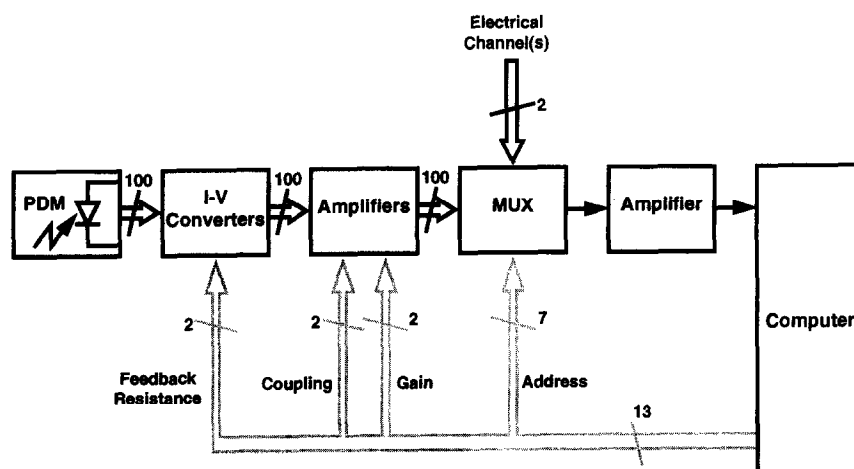 Electrical
Channel(s)
2
100
100
100
PDM
I-V
Converters
Amplifiers
MUX
Amplifier
Computer
2
2
2
7
Feedback
Resistance
Coupling
Gain
Address
13